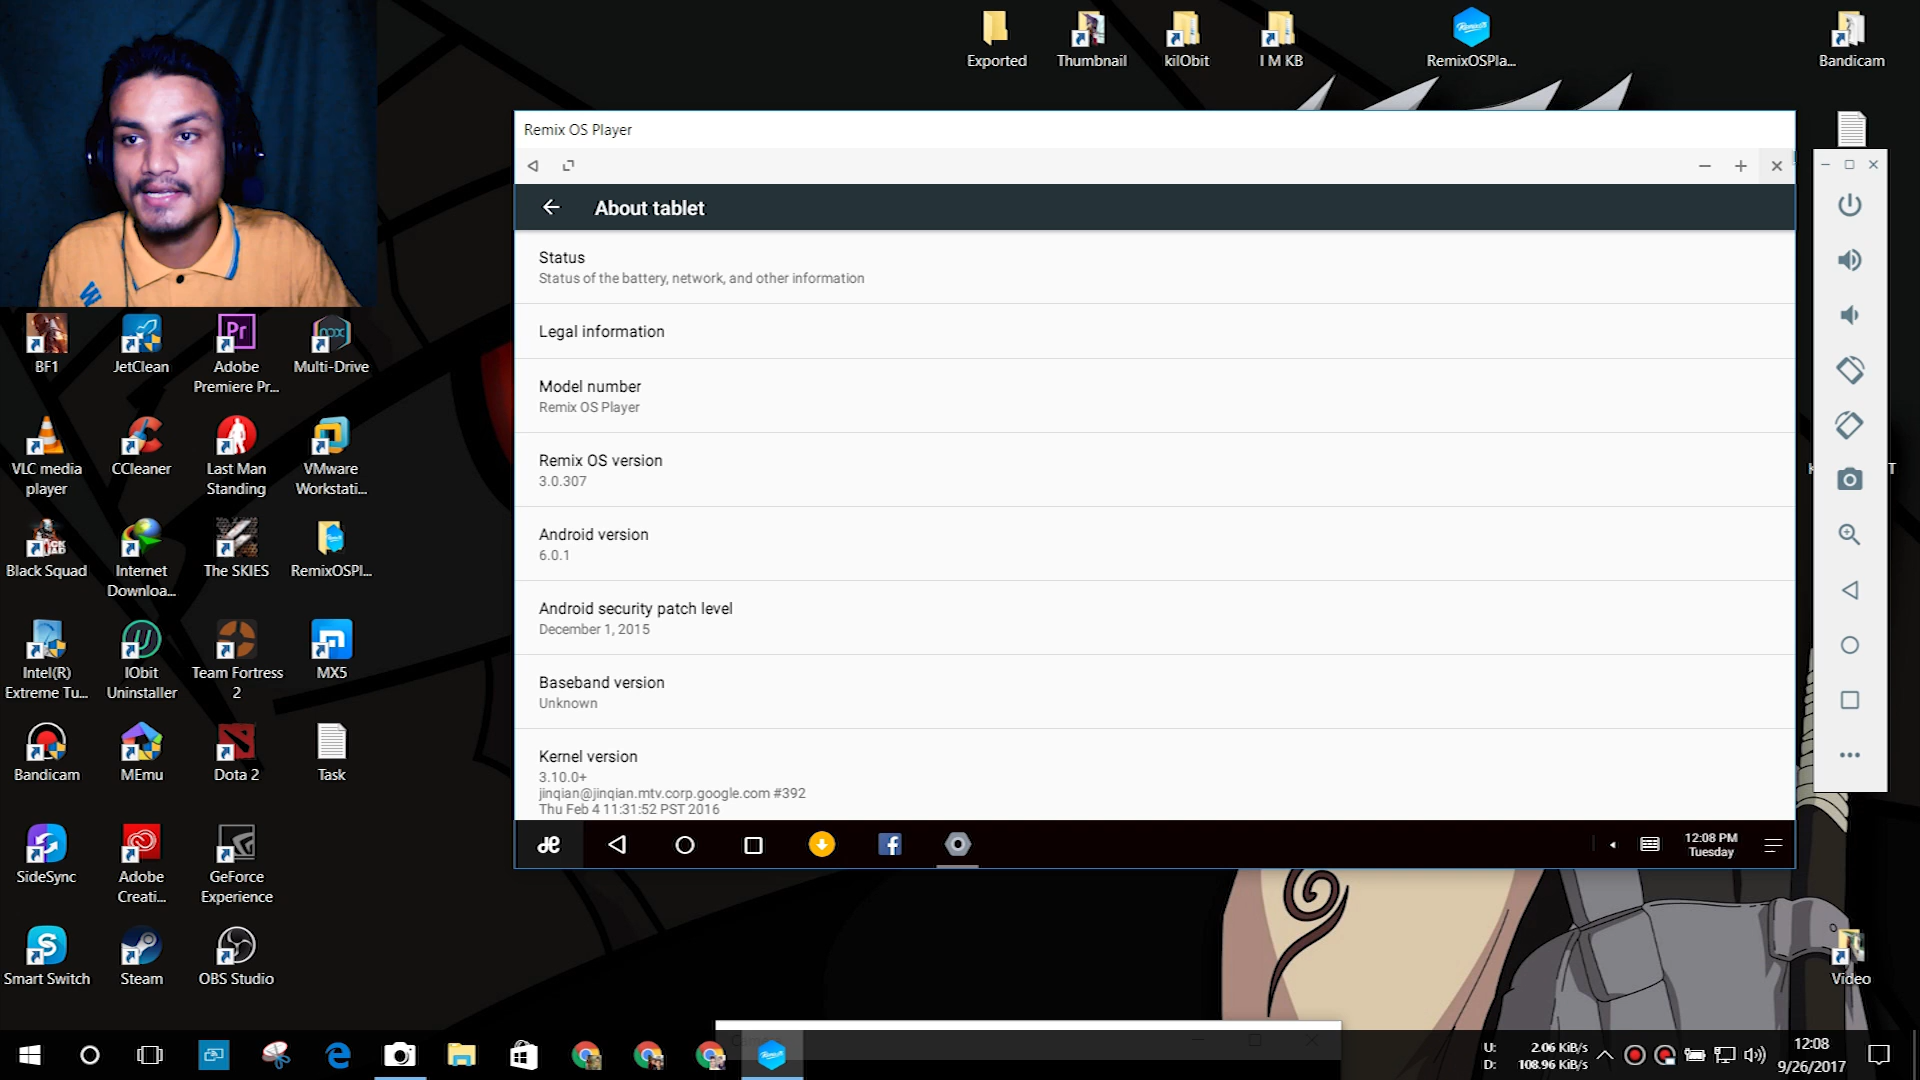 Exported
Thumbnail
kilObit
I M KB
RemixOSPla...
Bandicam
Remix OS Player
About tablet
Status
Status of the battery, network, and other information
Legal information
Model number
Remix OS Player
Remix OS version
3.0.307
Android version
6.0.1
Android security patch level
December 1, 2015
Baseband version
Unknown
Kernel version
3.10.0+
jinqian@jinqian.mtv.corp.google.com #392
Thu Feb 4 11:31:52 PST 2016
12:08 PM
Tuesday
BF1
JetClean
Adobe
Premiere Pr...
Multi-Drive
VLC media
player
CCleaner
Last Man
Standing
VMware
Workstati...
Black Squad
Internet
Downloa...
The SKIES
RemixOSPl...
Intel(R)
Extreme Tu...
IObit
Uninstaller
Team Fortress
2
MX5
Bandicam
MEmu
Dota 2
Task
SideSync
Adobe
Creati...
GeForce
Experience
Smart Switch
Steam
OBS Studio
Video
U: 2.06 KiB/s
D: 108.96 KiB/s
12:08
9/26/2017